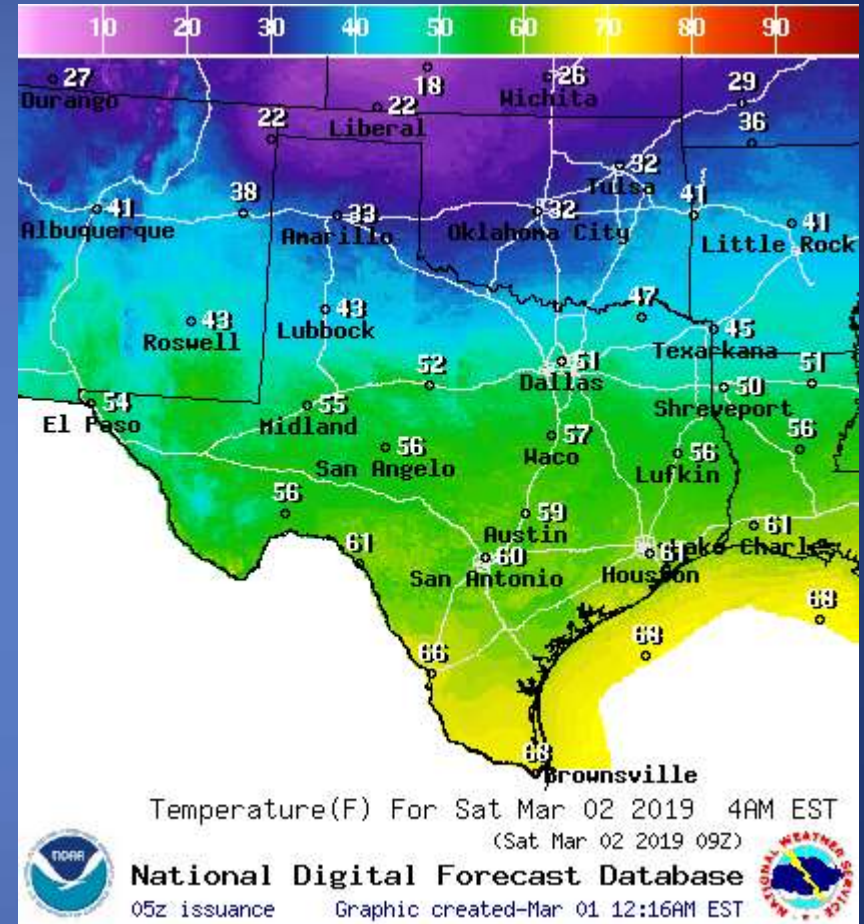 10 20 30 40 50 60 70 80 90
27 18 26 29
Durango Wichita
22 22 36
Liberal
32
Tulsa
41 38 33 32 41 41
Albuquerque Amarillo Oklahoma City Little Rock
43 43 47 45
Roswell Lubbock Texarkana
52 51 51
Dallas 50
54 55 Shreveport
El Paso Midland
56 57 56 56
San Angelo Waco Lufkin
56 59 61
Austin
61 60 61 Lake Charles
San Antonio Houston
68
66 68
68
Brownsville
Temperature(F) For Sat Mar 02 2019 4AM EST
(Sat Mar 02 2019 09Z)
NOAA
NATIONAL WEATHER SERVICE
National Digital Forecast Database
05z issuance Graphic created-Mar 01 12:16AM EST